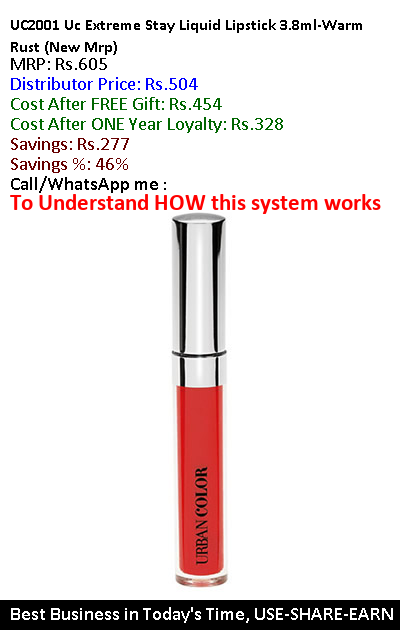 UC2001 Uc Extreme Stay Liquid Lipstick 3.8ml-Warm
Rust (New Mrp)
MRP: Rs.605
Distributor Price: Rs.504
Cost After FREE Gift: Rs.454
Cost After ONE Year Loyalty: Rs.328
Savings: Rs.277
Savings %: 46%
Call/WhatsApp me :
To Understand HOW this system works
URBAN COLOR
Best Business in Today's Time, USE-SHARE-EARN